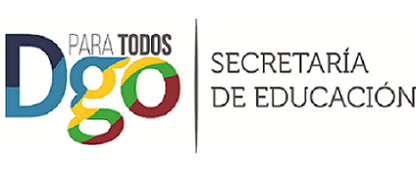 PARA TODOS
Dgo
SECRETARÍA
DE EDUCACIÓN